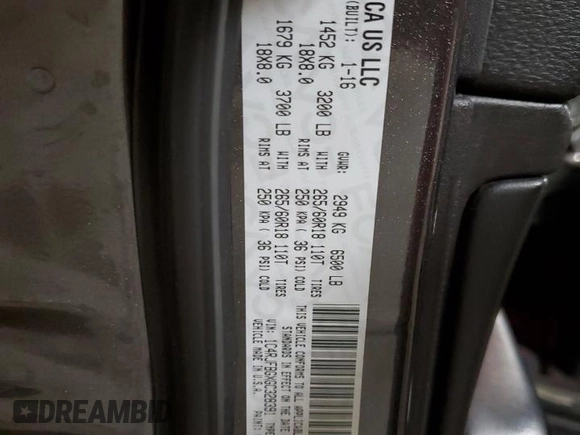 CA US LLC
(BUILT): 1-16
GVWR: 2949 KG 6500 LB
1452 KG 3200 LB WITH 265/60R18 110T TIRES
18X8.0 RIMS AT 250 KPA ( 36 PSI) COLD
1679 KG 3700 LB WITH 265/60R18 110T TIRES
18X8.0 RIMS AT 250 KPA ( 36 PSI) COLD
THIS VEHICLE CONFORMS TO ALL APPLICABLE
STANDARDS IN EFFECT ON THE DATE
VIN: TYPE
VEHICLE MADE IN U.S.A. PAINT:
DREAMBID